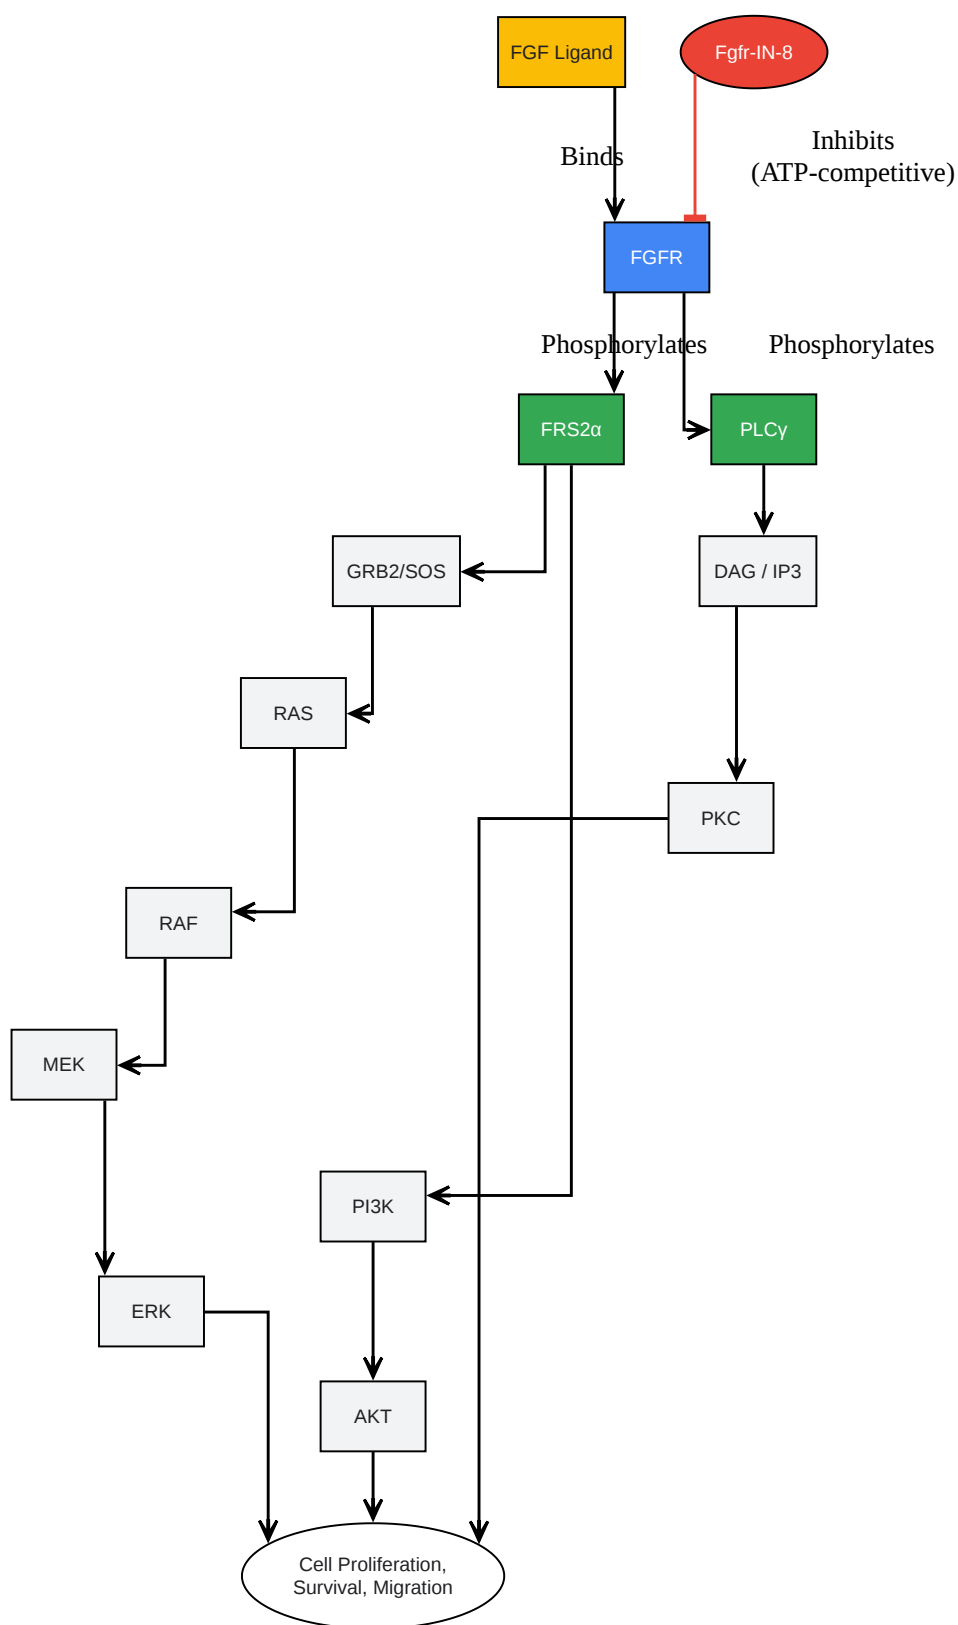 FGF Ligand
Fgfr-IN-8
Inhibits
(ATP-competitive)
Binds
FGFR
Phosphorylates
Phosphorylates
FRS2α
PLCγ
GRB2/SOS
DAG / IP3
RAS
PKC
RAF
MEK
PI3K
ERK
AKT
Cell Proliferation,
Survival, Migration